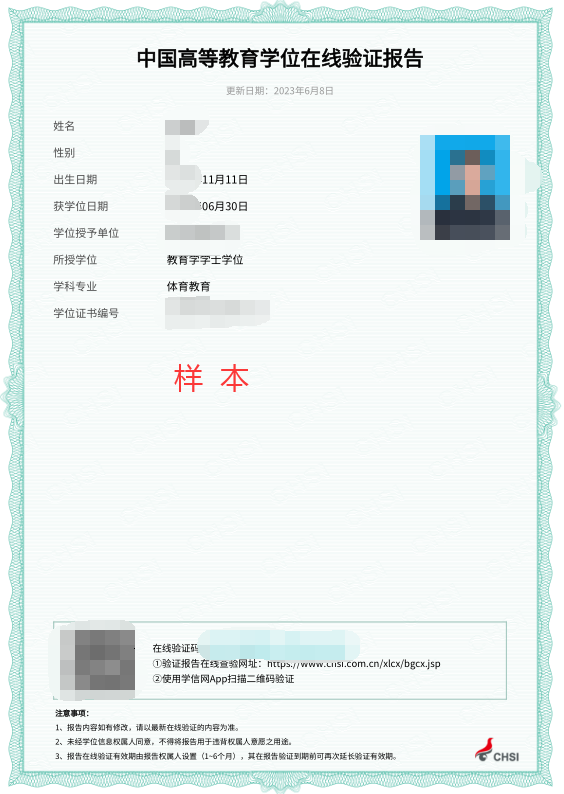 中国高等教育学位在线验证报告
更新日期：2023年6月8日
姓名
性别
出生日期 11月11日
获学位日期 06月30日
学位授予单位
所授学位 教育学学士学位
学科专业 体育教育
学位证书编号
样 本
在线验证码
①验证报告在线查验网址：https://www.chsi.com.cn/xlcx/bgcx.jsp
②使用学信网App扫描二维码验证
注意事项：
1、报告内容如有修改，请以最新在线验证的内容为准。
2、未经学位信息权属人同意，不得将报告用于违背权属人意愿之用途。
3、报告在线验证有效期由报告权属人设置（1~6个月），其在报告验证到期前可再次延长验证有效期。
CHSI